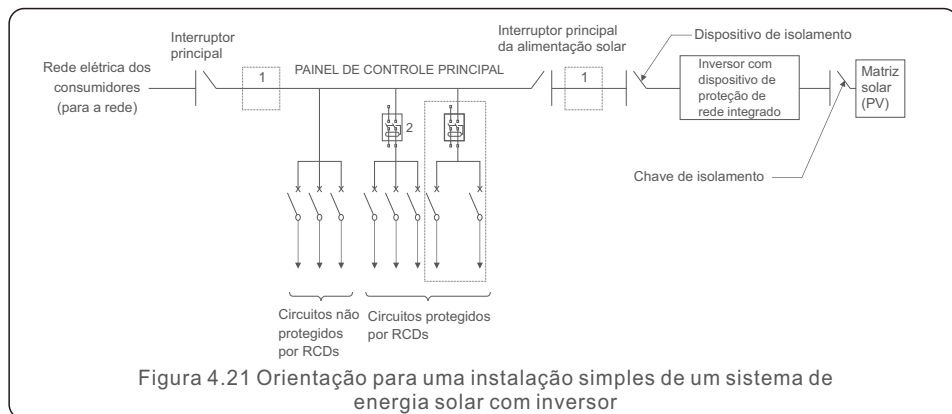 Interruptor
principal
Rede elétrica dos
consumidores
(para a rede)
1
PAINEL DE CONTROLE PRINCIPAL
Interruptor principal
da alimentação solar
1
Dispositivo de isolamento
Inversor com
dispositivo de
proteção de
rede integrado
Matriz
solar
(PV)
2
Chave de isolamento
Circuitos não
protegidos
por RCDs
Circuitos protegidos
por RCDs
Figura 4.21 Orientação para uma instalação simples de um sistema de
energia solar com inversor